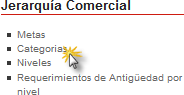 Jerarquía Comercial
Metas
Categorias
Niveles
Requerimientos de Antigüedad por
nivel